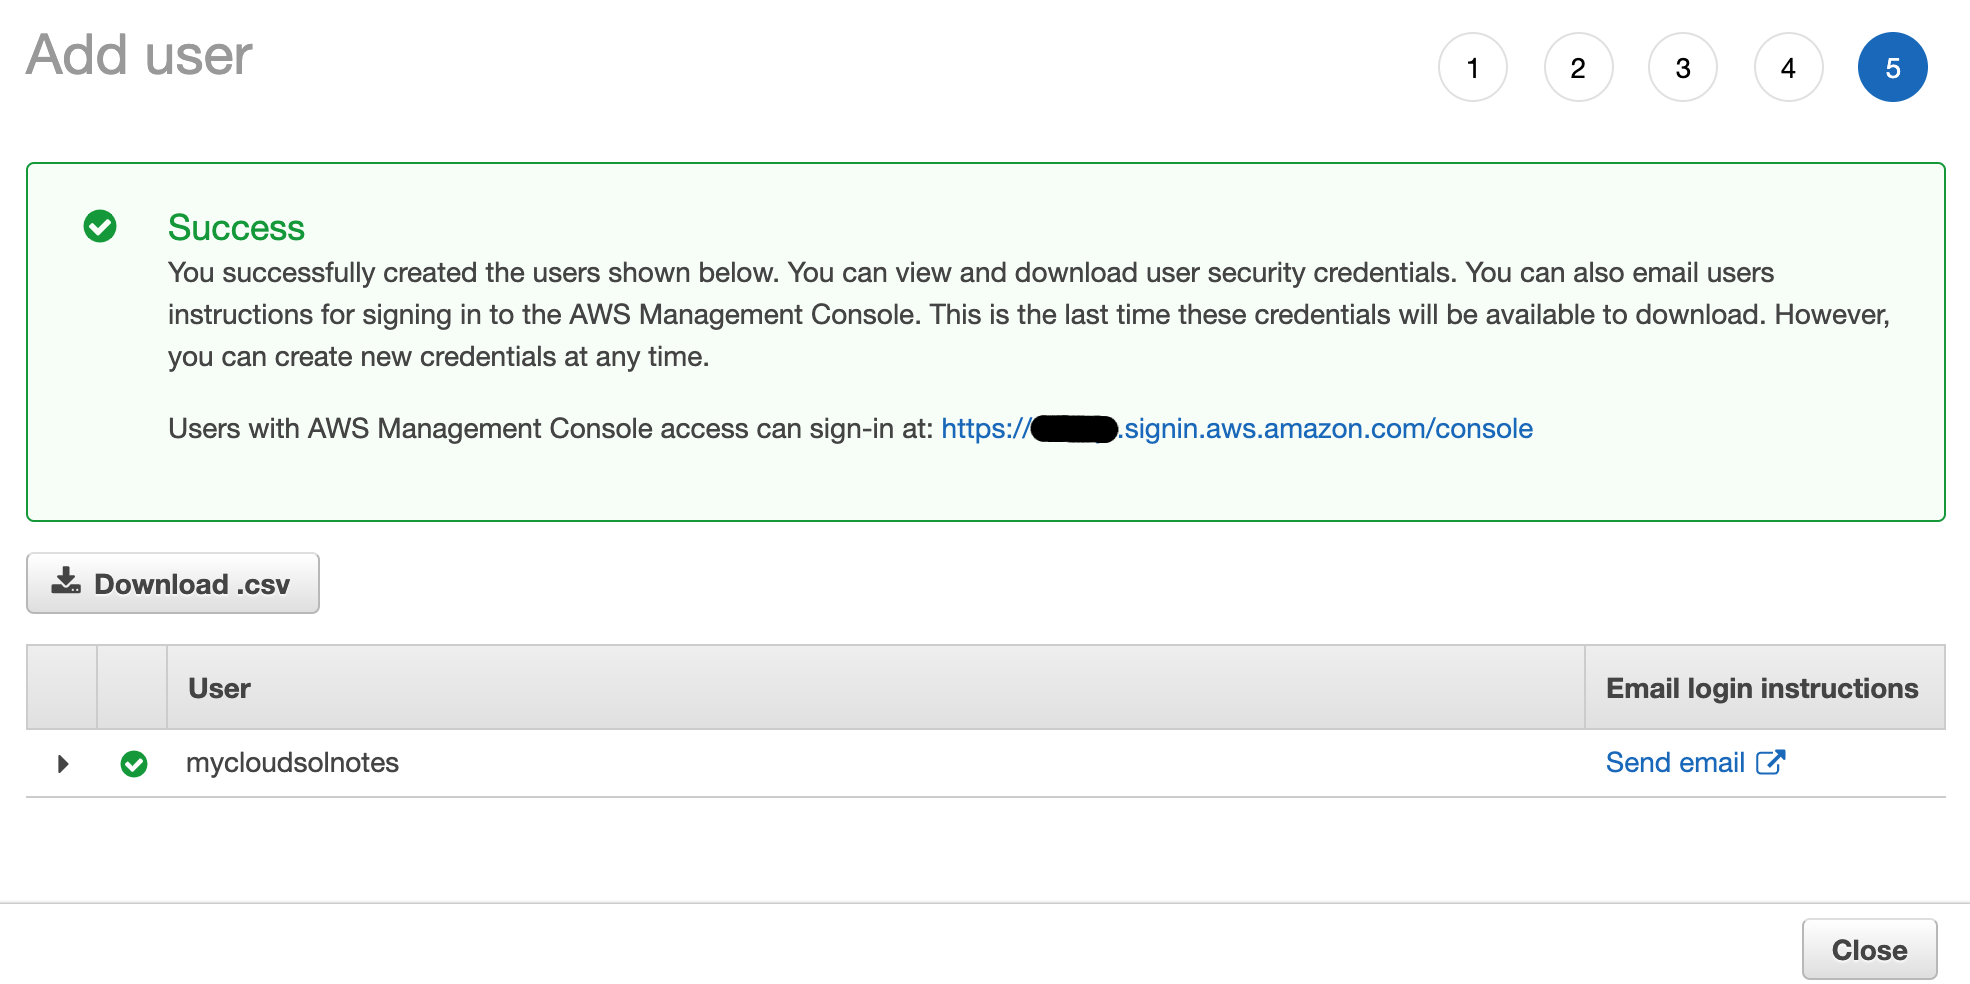 Add user
1 2 3 4 5
Success
You successfully created the users shown below. You can view and download user security credentials. You can also email users
instructions for signing in to the AWS Management Console. This is the last time these credentials will be available to download. However,
you can create new credentials at any time.
Users with AWS Management Console access can sign-in at: https:// .signin.aws.amazon.com/console
Download .csv
User Email login instructions
mycloudsolnotes Send email
Close